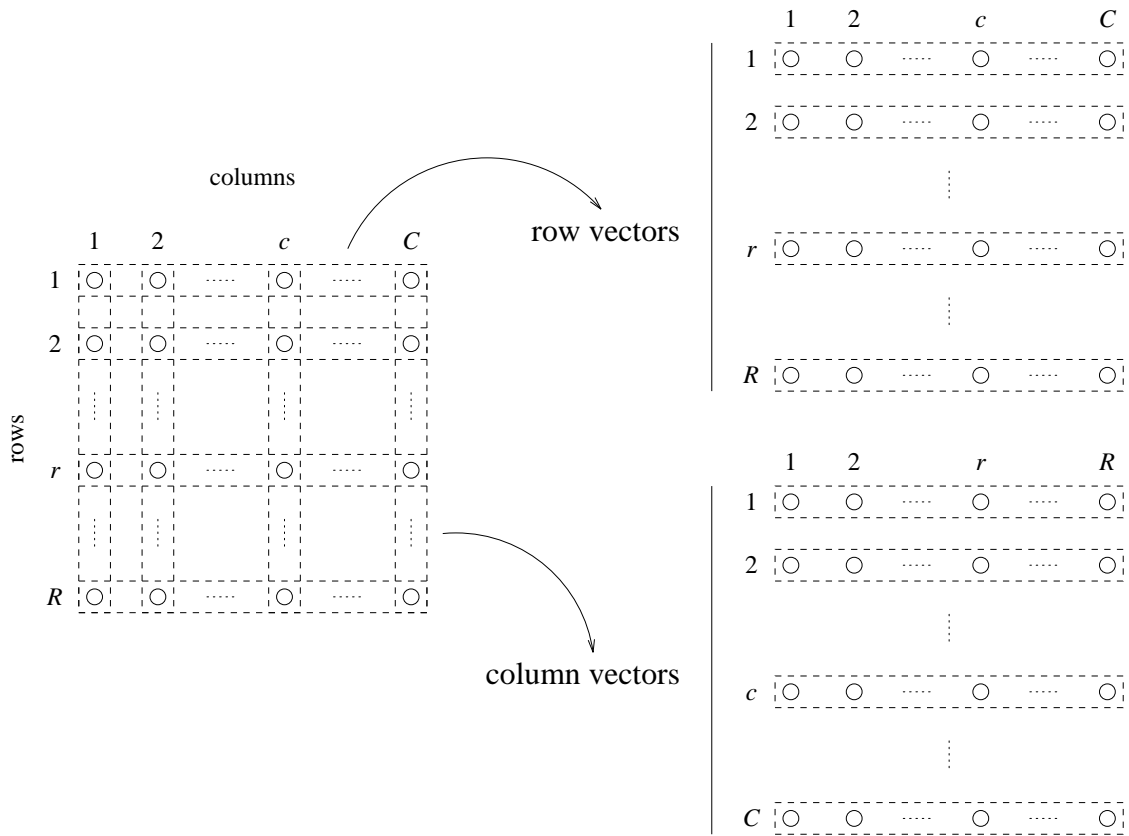 columns
1 2 c C
1 ..... .....
2 ..... .....
r ..... .....
R ..... .....
rows
row vectors
1 2 c C
1 ..... .....
2 ..... .....
r ..... .....
R ..... .....
column vectors
1 2 r R
1 ..... .....
2 ..... .....
c ..... .....
C ..... .....